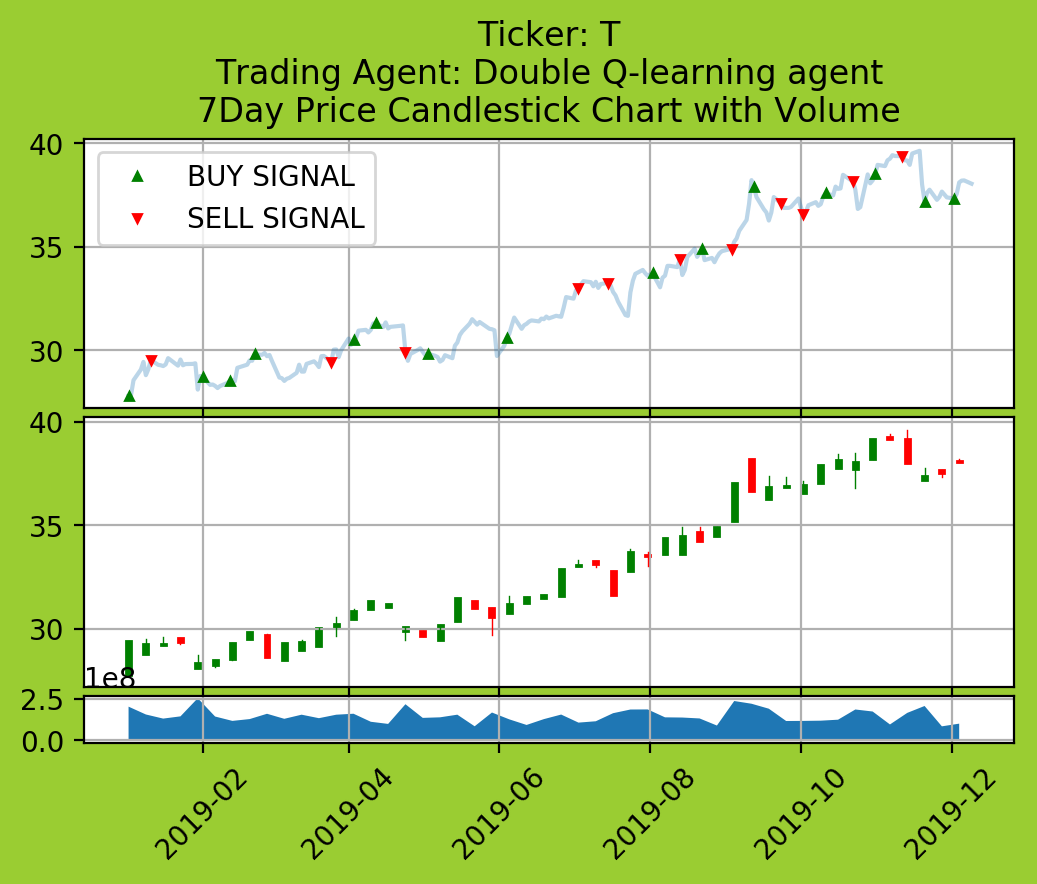 Ticker: T
Trading Agent: Double Q-learning agent
7Day Price Candlestick Chart with Volume
40
35
30
BUY SIGNAL
SELL SIGNAL
40
35
30
1e8
2.5
0.0
2019-02
2019-04
2019-06
2019-08
2019-10
2019-12